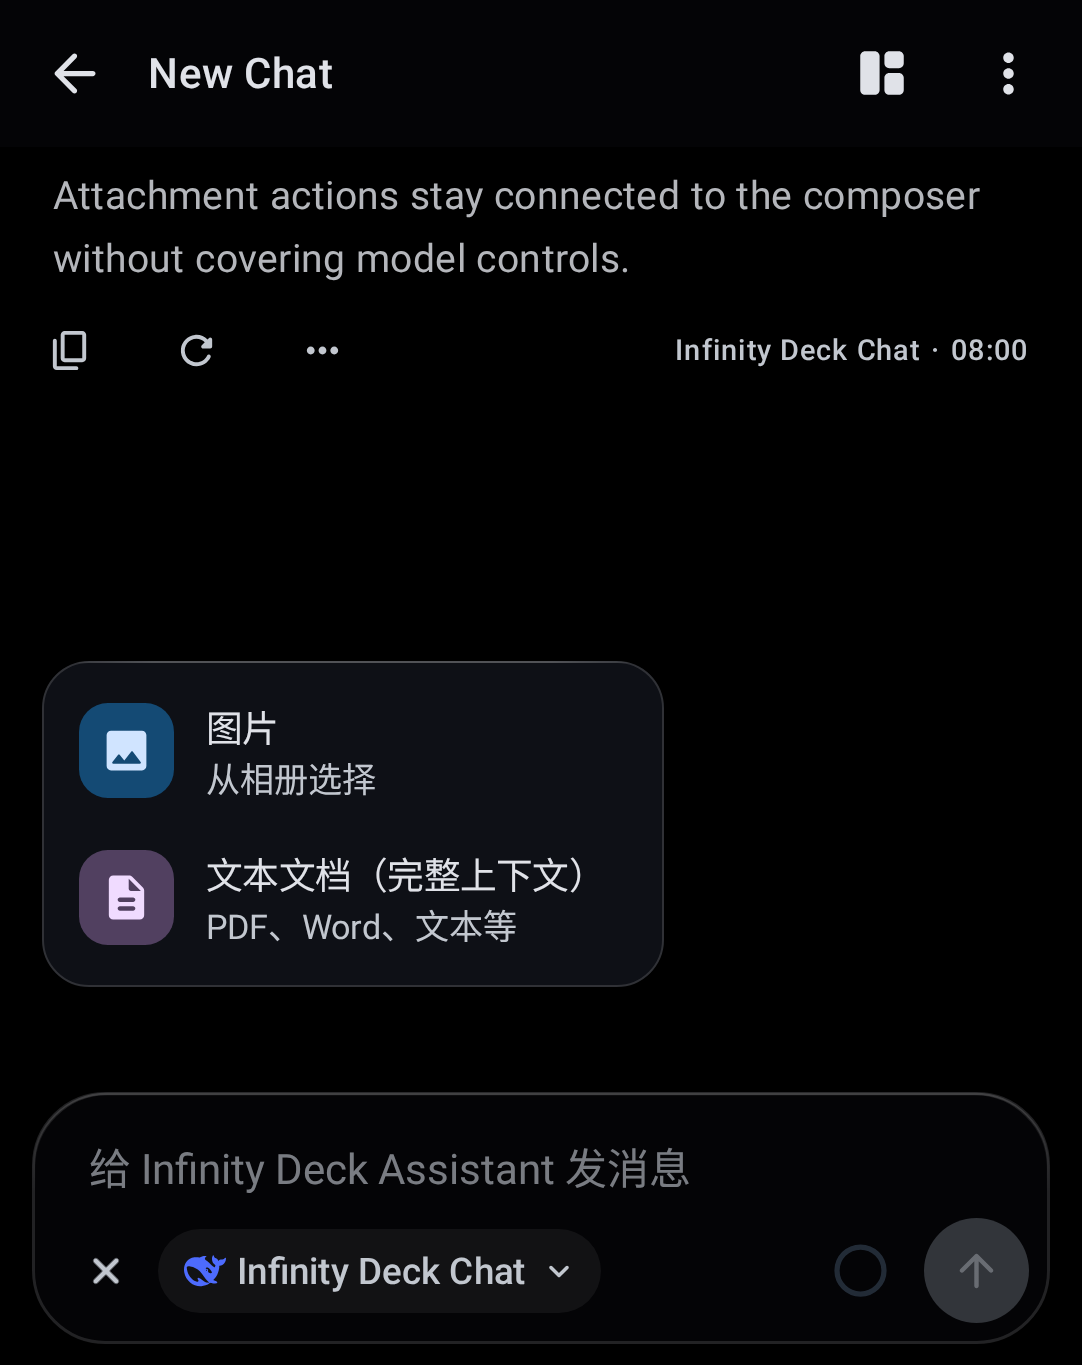 New Chat
Attachment actions stay connected to the composer
without covering model controls.
Infinity Deck Chat · 08:00
图片
从相册选择
文本文档（完整上下文）
PDF、Word、文本等
给 Infinity Deck Assistant 发消息
Infinity Deck Chat